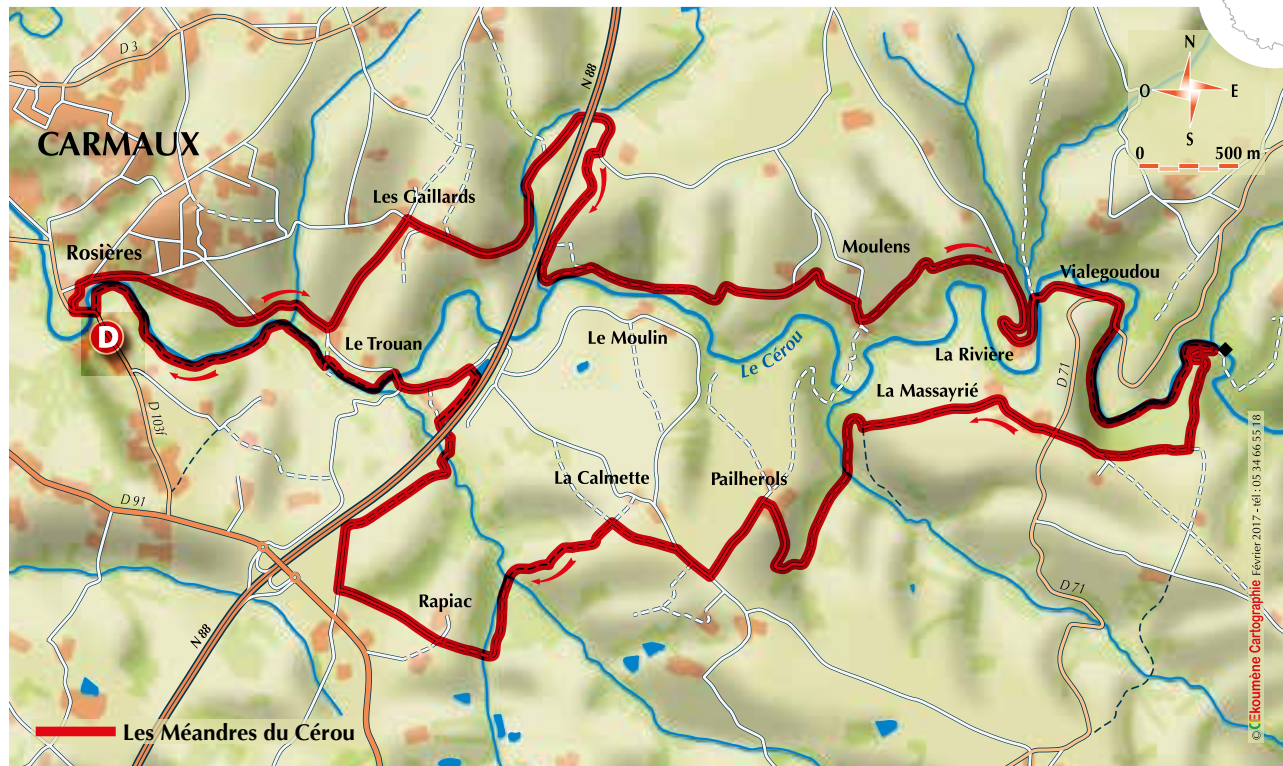 D 3
N 88
N
O
E
S
0 500 m
CARMAUX
Les Gaillards
Rosières
Moulens
Vialegoudou
D
Le Trouan
Le Moulin
Le Cérou
La Rivière
D 71
La Massayrié
D 103f
La Calmette
Pailherols
D 91
D 71
Rapiac
N 88
Les Méandres du Cérou
© Ekoumène Cartographie Février 2017 - tél : 05 34 66 55 18